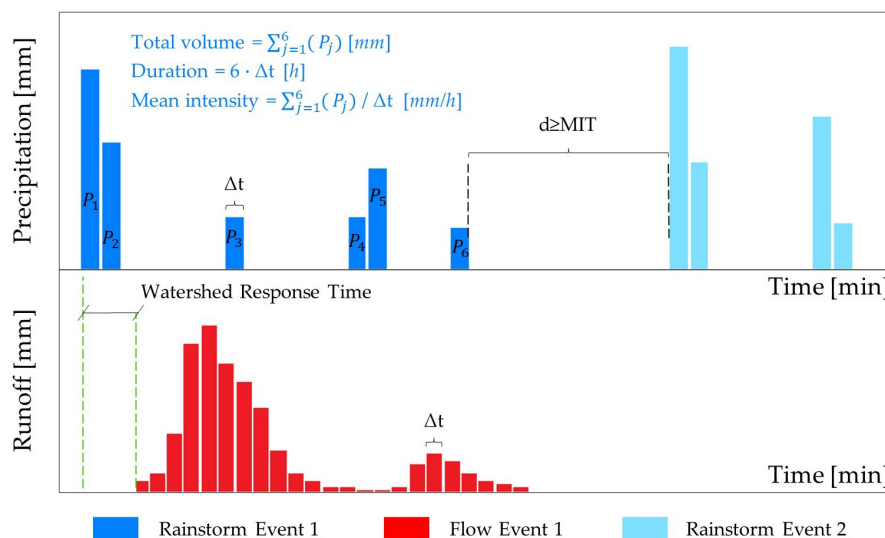 Precipitation [mm]
Total volume = ∑⁶ⱼ₌₁(Pⱼ) [mm]
Duration = 6 · Δt [h]
Mean intensity = ∑⁶ⱼ₌₁(Pⱼ) / Δt [mm/h]
d≥MIT
Δt
P₁
P₂
P₃
P₄
P₅
P₆
Time [min]
Watershed Response Time
Runoff [mm]
Δt
Time [min]
Rainstorm Event 1
Flow Event 1
Rainstorm Event 2